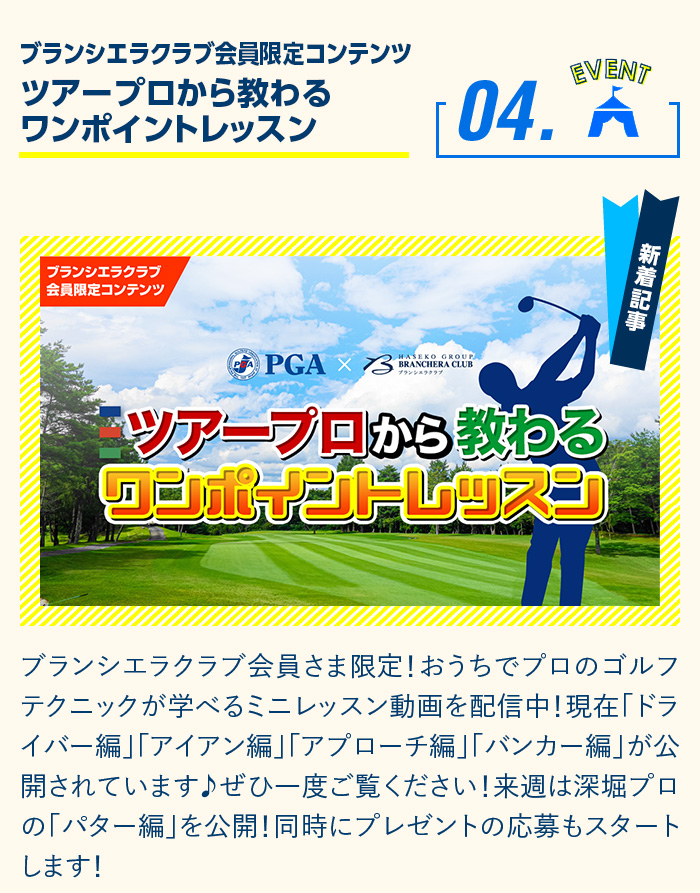 ブランシエラクラブ会員限定コンテンツ
ツアープロから教わる
ワンポイントレッスン
04.
EVENT
新着記事
ブランシエラクラブ
会員限定コンテンツ
PGA × HASEKO GROUP
BRANCHERA CLUB
ブランシエラクラブ
ツアープロから教わる
ワンポイントレッスン
ブランシエラクラブ会員さま限定！おうちでプロのゴルフ
テクニックが学べるミニレッスン動画を配信中！現在「ドラ
イバー編」「アイアン編」「アプローチ編」「バンカー編」が公
開されています♪ぜひ一度ご覧ください！来週は深堀プロ
の「パター編」を公開！同時にプレゼントの応募もスタート
します！